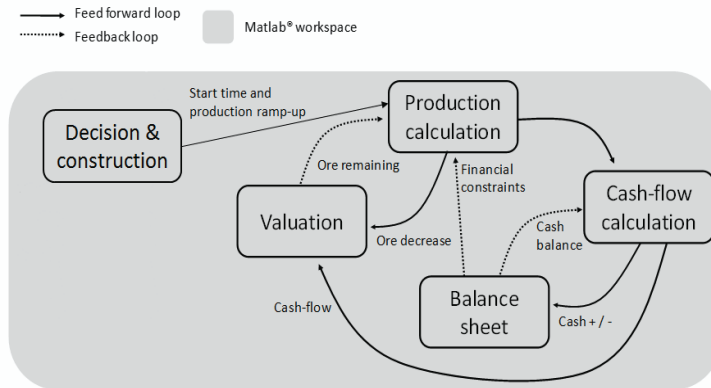 Feed forward loop
Feedback loop
Matlab® workspace
Start time and
production ramp-up
Production
calculation
Decision &
construction
Ore remaining
Financial
constraints
Cash-flow
calculation
Valuation
Ore decrease
Cash
balance
Cash-flow
Balance
sheet
Cash + / -